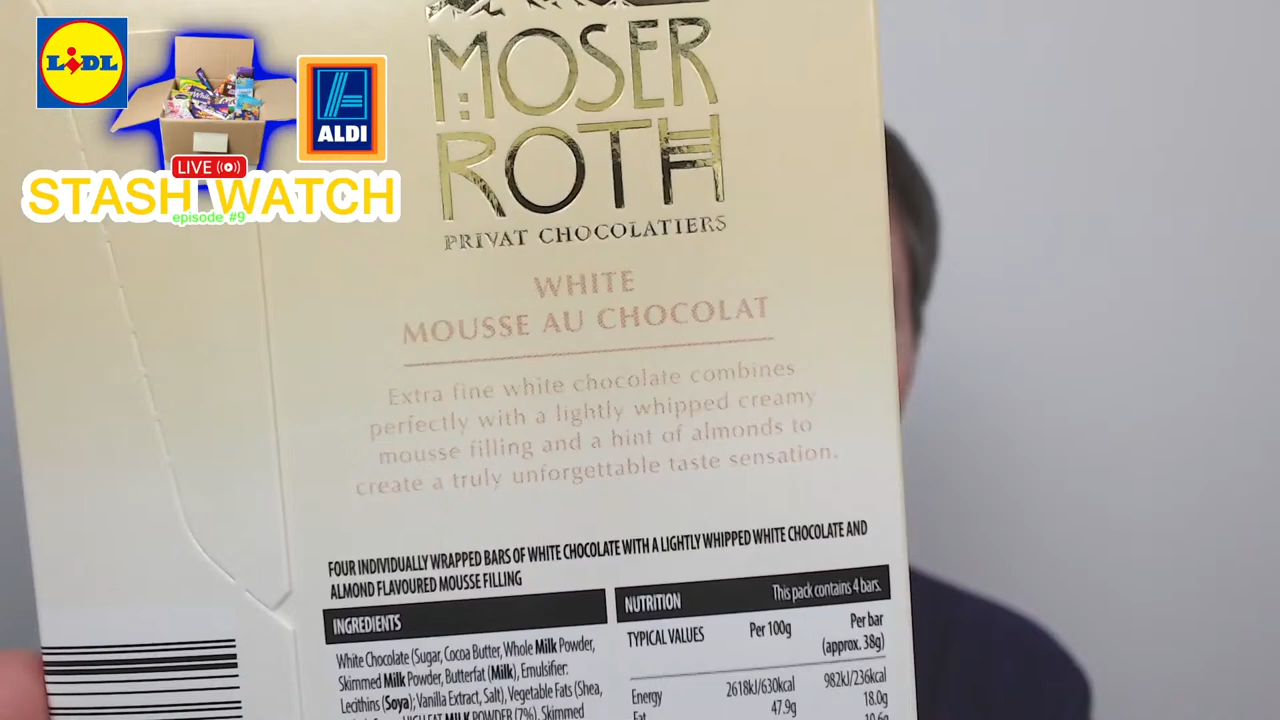 LIDL
ALDI
LIVE
STASH WATCH
episode #9
MOSER
ROTH
PRIVAT CHOCOLATIERS
WHITE
MOUSSE AU CHOCOLAT
Extra fine white chocolate combines
perfectly with a lightly whipped creamy
mousse filling and a hint of almonds to
create a truly unforgettable taste sensation.
FOUR INDIVIDUALLY WRAPPED BARS OF WHITE CHOCOLATE WITH A LIGHTLY WHIPPED WHITE CHOCOLATE AND
ALMOND FLAVOURED MOUSSE FILLING
INGREDIENTS
White Chocolate (Sugar, Cocoa Butter, Whole Milk Powder,
Skimmed Milk Powder, Butterfat (Milk), Emulsifier:
Lecithins (Soya); Vanilla Extract, Salt), Vegetable Fats (Shea,
HIGH FAT MILK POWDER (7%), Skimmed
NUTRITION This pack contains 4 bars.
TYPICAL VALUES Per 100g Per bar
(approx. 38g)
Energy 2618kJ/630kcal 982kJ/236kcal
Fat 47.9g 18.0g